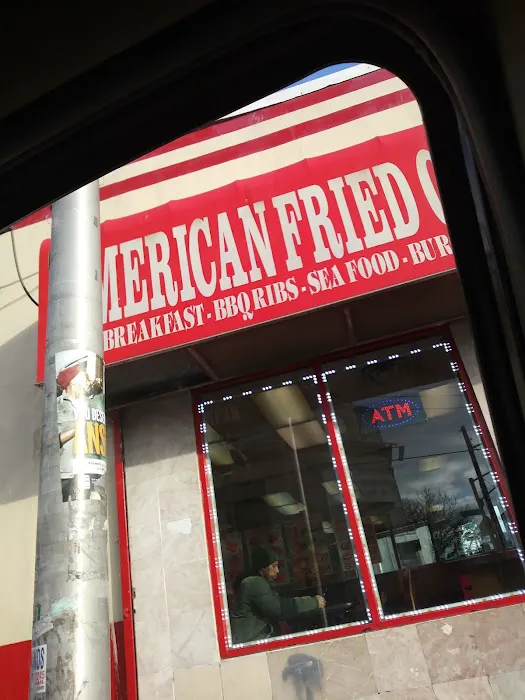 MERICAN FRIED
BREAKFAST - BBQ RIBS - SEA FOOD - BUR
ATM